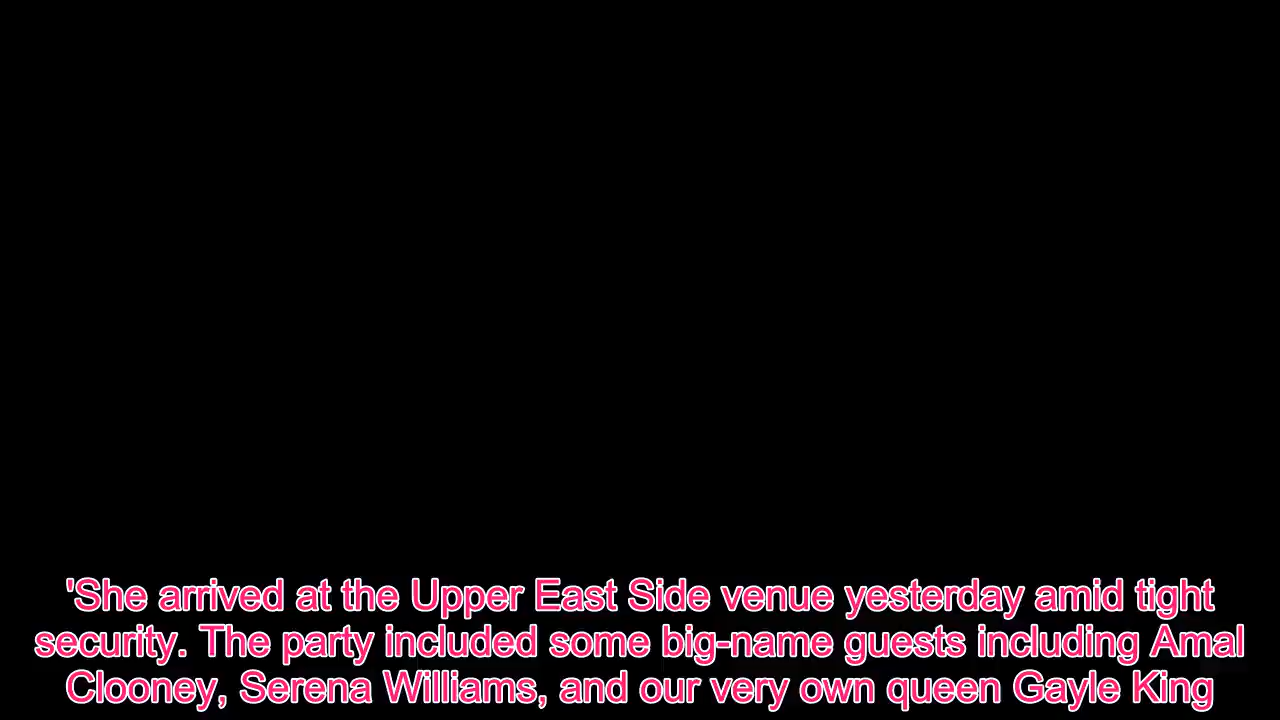 'She arrived at the Upper East Side venue yesterday amid tight
security. The party included some big-name guests including Amal
Clooney, Serena Williams, and our very own queen Gayle King